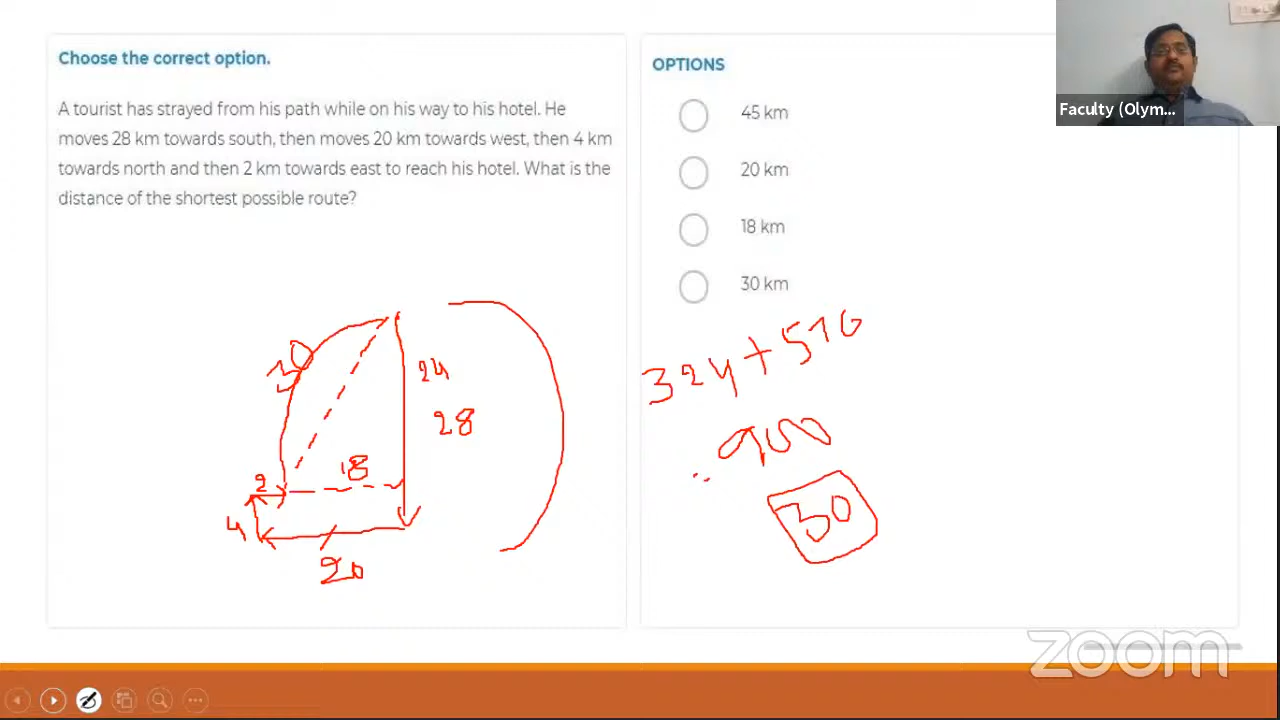 Choose the correct option.
A tourist has strayed from his path while on his way to his hotel. He
moves 28 km towards south, then moves 20 km towards west, then 4 km
towards north and then 2 km towards east to reach his hotel. What is the
distance of the shortest possible route?
OPTIONS
45 km
20 km
18 km
30 km
Faculty (Olym...
30
24
28
18
2
4
20
324+576
900
30
zoom